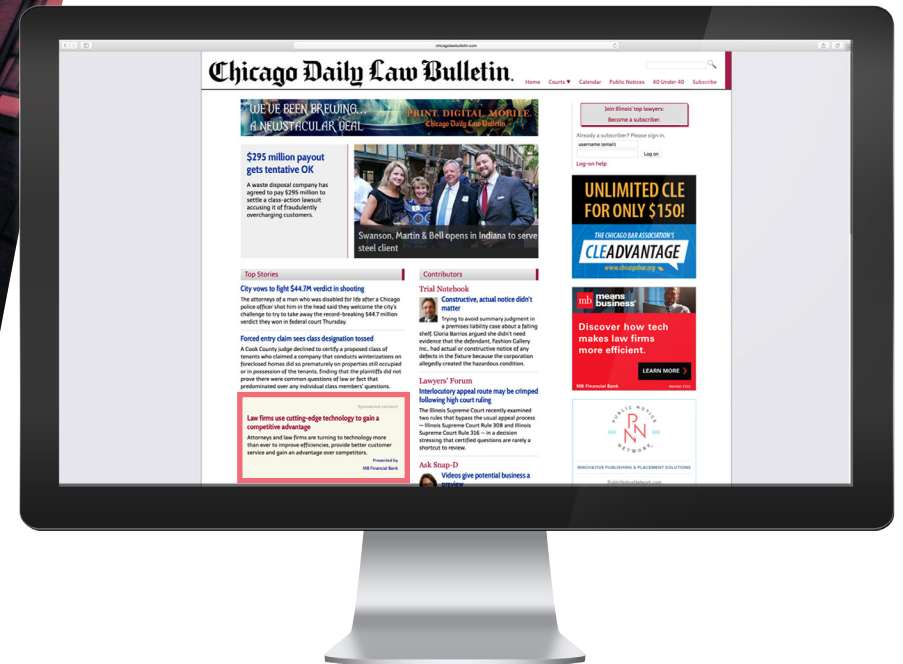 chicagolawbulletin.com
Chicago Daily Law Bulletin.
Home Courts ▼ Calendar Public Notices 40 Under 40 Subscribe
WE'VE BEEN BREWING...
A NEWSTACULAR DEAL
PRINT. DIGITAL. MOBILE.
Chicago Daily Law Bulletin
$295 million payout
gets tentative OK
A waste disposal company has
agreed to pay $295 million to
settle a class-action lawsuit
accusing it of fraudulently
overcharging customers.
Swanson, Martin & Bell opens in Indiana to serve
steel client
Top Stories
City vows to fight $44.7M verdict in shooting
The attorneys of a man who was disabled for life after a Chicago
police officer shot him in the head said they welcome the city's
challenge to try to take away the record-breaking $44.7 million
verdict they won in federal court Thursday.
Forced entry claim sees class designation tossed
A Cook County judge declined to certify a proposed class of
tenants who claimed a company that conducts winterizations on
foreclosed homes did so prematurely on properties still occupied
or in possession of the tenants, finding that the plaintiffs did not
prove there were common questions of law or fact that
predominated over any individual class members' questions.
Sponsored content
Law firms use cutting-edge technology to gain a
competitive advantage
Attorneys and law firms are turning to technology more
than ever to improve efficiencies, provide better customer
service and gain an advantage over competitors.
Presented by
MB Financial Bank
Contributors
Trial Notebook
Constructive, actual notice didn't
matter
Trying to avoid summary judgment in
a premises liability case about a falling
shelf, Gloria Barrios argued she didn't need
evidence that the defendant, Fashion Gallery
Inc., had actual or constructive notice of any
defects in the fixture because the corporation
allegedly created the hazardous condition.
Lawyers' Forum
Interlocutory appeal route may be crimped
following high court ruling
The Illinois Supreme Court recently examined
two rules that bypass the usual appeal process
— Illinois Supreme Court Rule 308 and Illinois
Supreme Court Rule 316 — in a decision
stressing that certified questions are rarely a
shortcut to review.
Ask Snap-D
Videos give potential business a
preview
Join Illinois' top lawyers:
Become a subscriber.
Already a subscriber? Please sign in.
username (email)
Log on
Log-on help
UNLIMITED CLE
FOR ONLY $150!
THE CHICAGO BAR ASSOCIATION'S
CLEADVANTAGE
www.chicagobar.org
mb means
business®
Discover how tech
makes law firms
more efficient.
LEARN MORE
MB Financial Bank Member FDIC
PUBLIC NOTICE
PNN
NETWORK
INNOVATIVE PUBLISHING & PLACEMENT SOLUTIONS
PublicNoticeNetwork.com